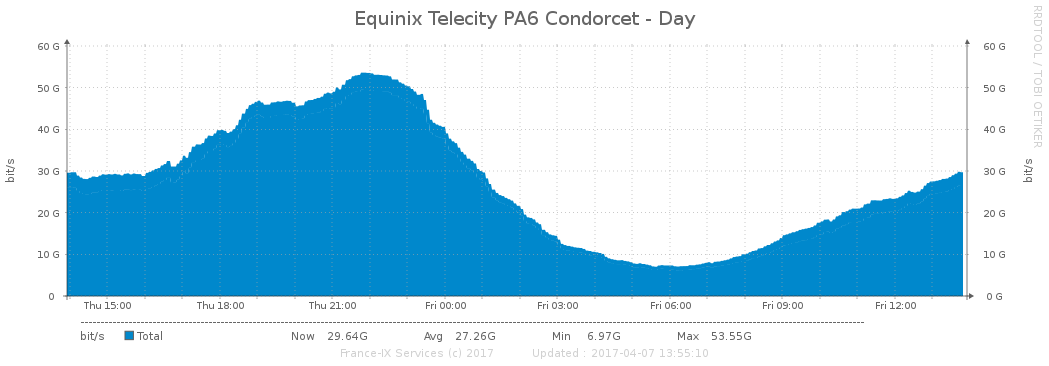 Equinix Telecity PA6 Condorcet - Day
RRDTOOL / TOBI OETIKER
60 G 60 G
50 G 50 G
40 G 40 G
30 G 30 G
20 G 20 G
10 G 10 G
0 0 G
bit/s bit/s
Thu 15:00 Thu 18:00 Thu 21:00 Fri 00:00 Fri 03:00 Fri 06:00 Fri 09:00 Fri 12:00
bit/s Total Now 29.64G Avg 27.26G Min 6.97G Max 53.55G
France-IX Services (c) 2017 Updated : 2017-04-07 13:55:10